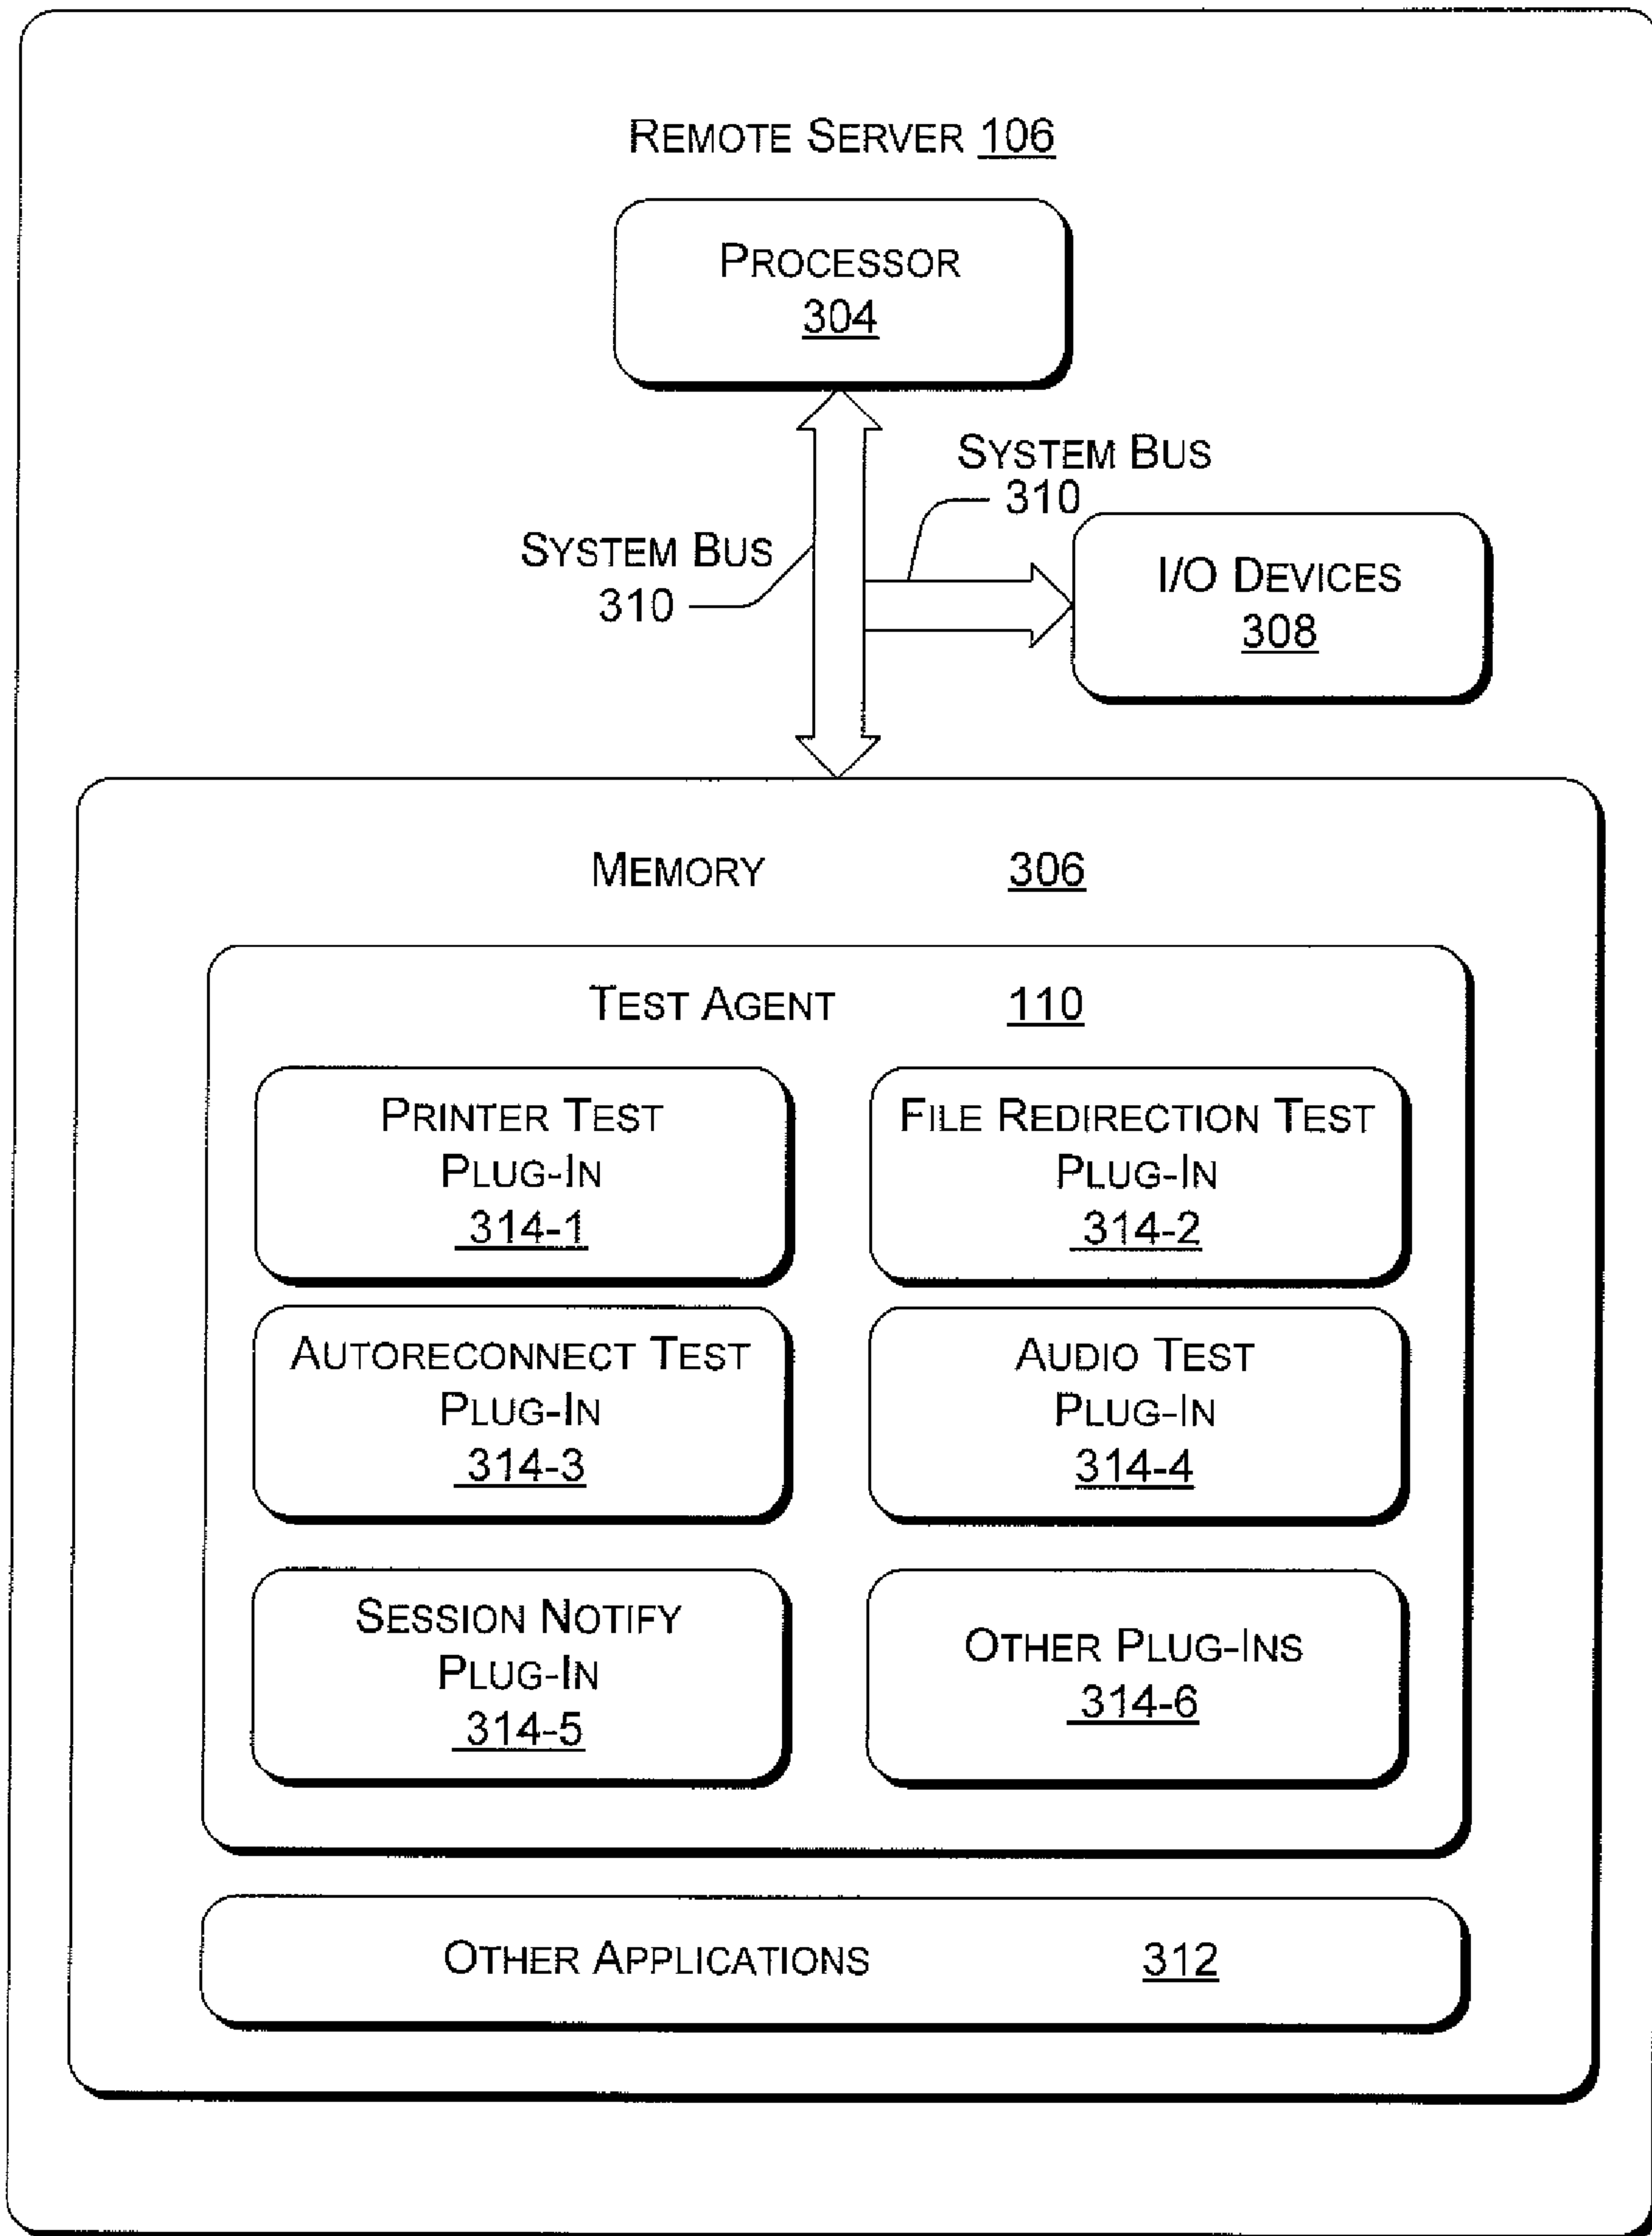 REMOTE SERVER 106
PROCESSOR
304
SYSTEM BUS
310
SYSTEM BUS
310
I/O DEVICES
308
MEMORY 306
TEST AGENT 110
PRINTER TEST
PLUG-IN
314-1
FILE REDIRECTION TEST
PLUG-IN
314-2
AUTORECONNECT TEST
PLUG-IN
314-3
AUDIO TEST
PLUG-IN
314-4
SESSION NOTIFY
PLUG-IN
314-5
OTHER PLUG-INS
314-6
OTHER APPLICATIONS 312